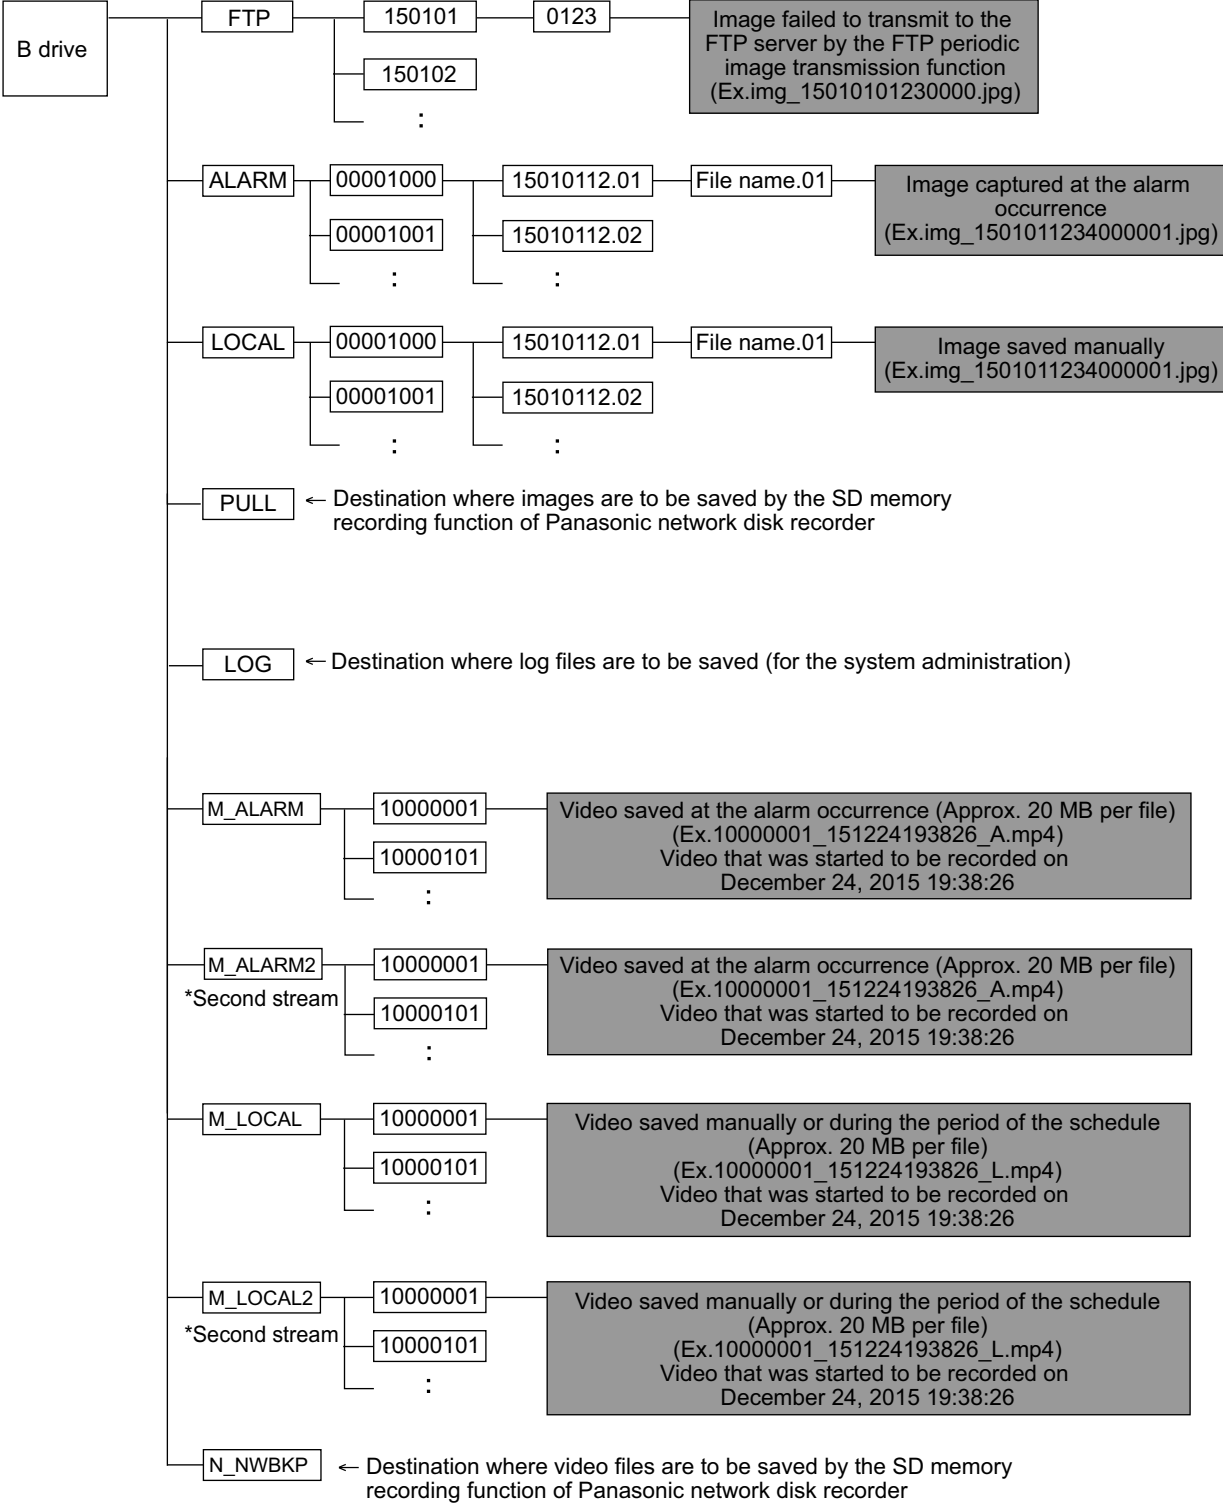 B drive
FTP
150101
0123
Image failed to transmit to the
FTP server by the FTP periodic
image transmission function
(Ex.img_15010101230000.jpg)
150102
:
ALARM
00001000
15010112.01
File name.01
Image captured at the alarm
occurrence
(Ex.img_1501011234000001.jpg)
00001001
15010112.02
:
:
LOCAL
00001000
15010112.01
File name.01
Image saved manually
(Ex.img_1501011234000001.jpg)
00001001
15010112.02
:
:
PULL
← Destination where images are to be saved by the SD memory
recording function of Panasonic network disk recorder
LOG
← Destination where log files are to be saved (for the system administration)
M_ALARM
10000001
Video saved at the alarm occurrence (Approx. 20 MB per file)
(Ex.10000001_151224193826_A.mp4)
Video that was started to be recorded on
December 24, 2015 19:38:26
10000101
:
M_ALARM2
*Second stream
10000001
Video saved at the alarm occurrence (Approx. 20 MB per file)
(Ex.10000001_151224193826_A.mp4)
Video that was started to be recorded on
December 24, 2015 19:38:26
10000101
:
M_LOCAL
10000001
Video saved manually or during the period of the schedule
(Approx. 20 MB per file)
(Ex.10000001_151224193826_L.mp4)
Video that was started to be recorded on
December 24, 2015 19:38:26
10000101
:
M_LOCAL2
*Second stream
10000001
Video saved manually or during the period of the schedule
(Approx. 20 MB per file)
(Ex.10000001_151224193826_L.mp4)
Video that was started to be recorded on
December 24, 2015 19:38:26
10000101
:
N_NWBKP
← Destination where video files are to be saved by the SD memory
recording function of Panasonic network disk recorder